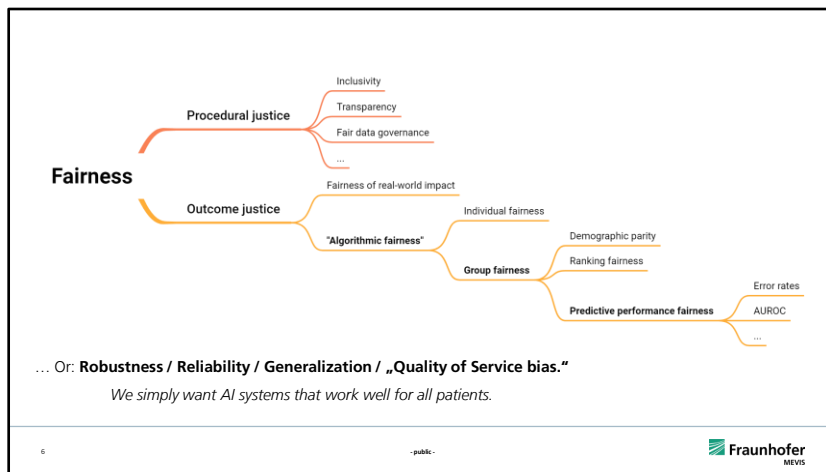 Fairness
Procedural justice
Inclusivity
Transparency
Fair data governance
...
Outcome justice
Fairness of real-world impact
"Algorithmic fairness"
Individual fairness
Group fairness
Demographic parity
Ranking fairness
Predictive performance fairness
Error rates
AUROC
...
… Or: Robustness / Reliability / Generalization / „Quality of Service bias.“
We simply want AI systems that work well for all patients.
6
- public -
Fraunhofer
MEVIS